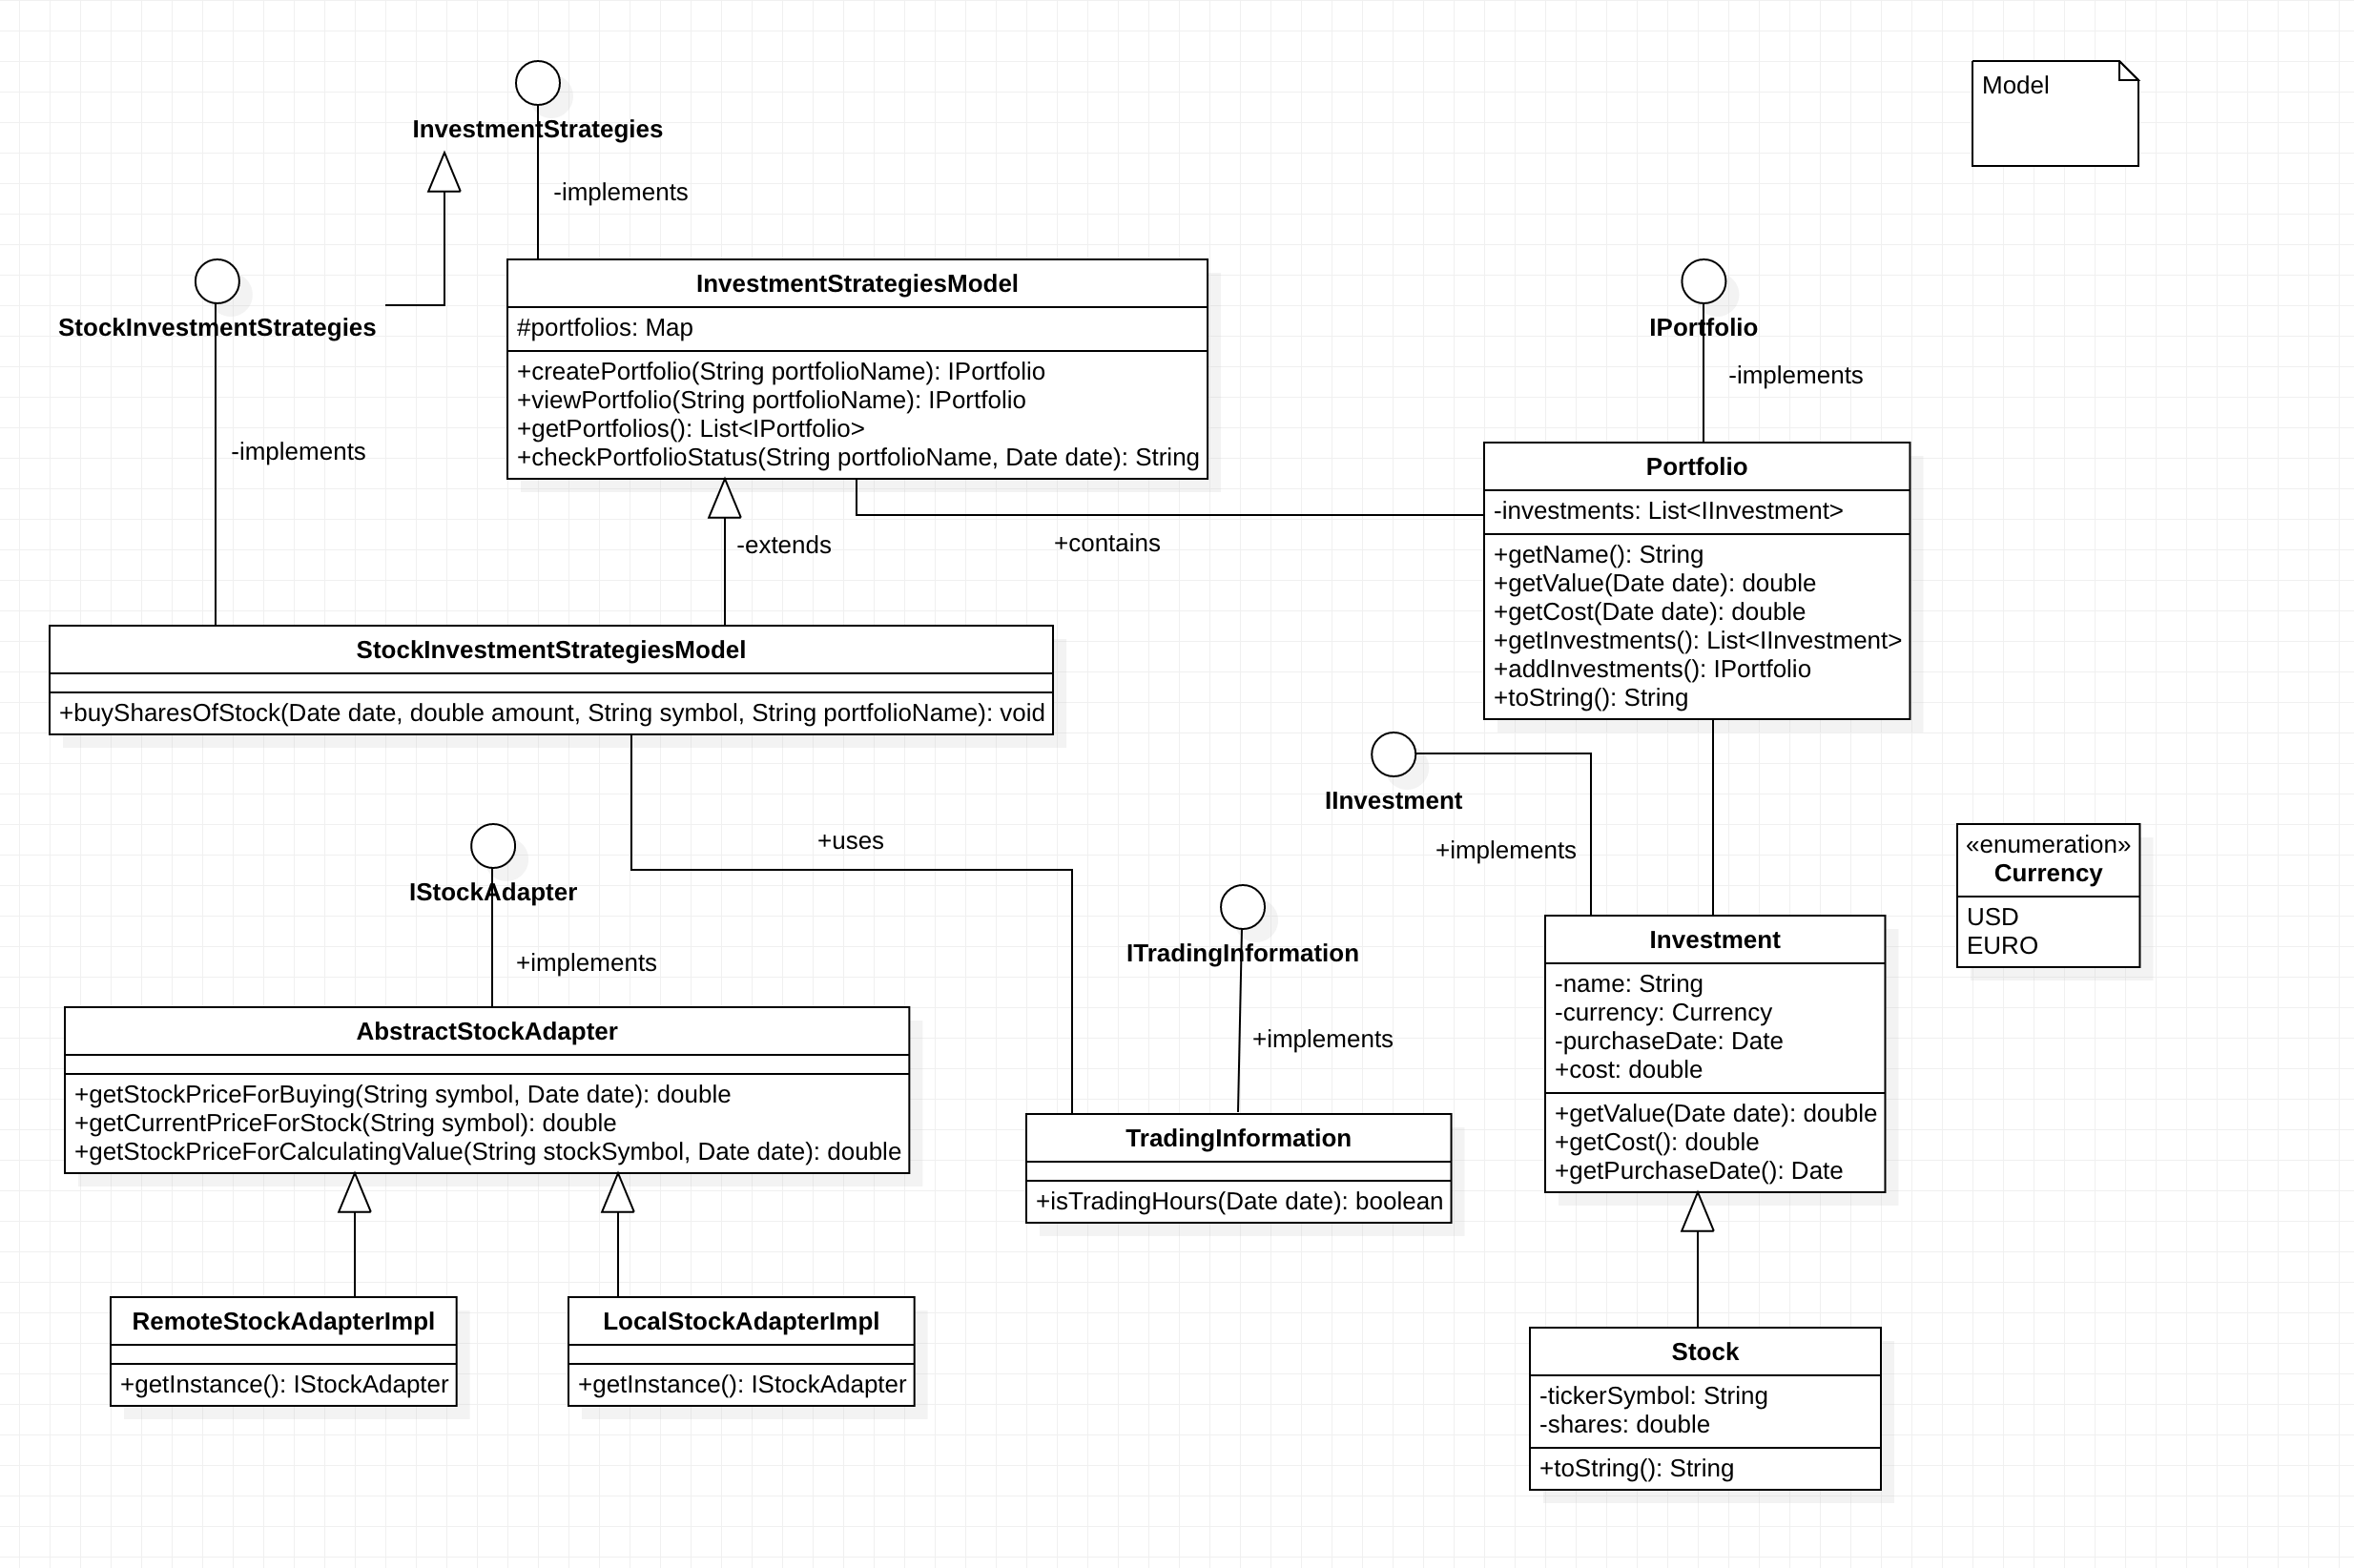 InvestmentStrategies
Model
-implements
StockInvestmentStrategies
-implements
InvestmentStrategiesModel
#portfolios: Map
+createPortfolio(String portfolioName): IPortfolio
+viewPortfolio(String portfolioName): IPortfolio
+getPortfolios(): List<IPortfolio>
+checkPortfolioStatus(String portfolioName, Date date): String
IPortfolio
-implements
Portfolio
-investments: List<IInvestment>
+getName(): String
+getValue(Date date): double
+getCost(Date date): double
+getInvestments(): List<IInvestment>
+addInvestments(): IPortfolio
+toString(): String
-extends
+contains
StockInvestmentStrategiesModel
+buySharesOfStock(Date date, double amount, String symbol, String portfolioName): void
IInvestment
+implements
+uses
IStockAdapter
+implements
ITradingInformation
+implements
«enumeration»
Currency
USD
EURO
Investment
-name: String
-currency: Currency
-purchaseDate: Date
+cost: double
+getValue(Date date): double
+getCost(): double
+getPurchaseDate(): Date
AbstractStockAdapter
+getStockPriceForBuying(String symbol, Date date): double
+getCurrentPriceForStock(String symbol): double
+getStockPriceForCalculatingValue(String stockSymbol, Date date): double
TradingInformation
+isTradingHours(Date date): boolean
RemoteStockAdapterImpl
+getInstance(): IStockAdapter
LocalStockAdapterImpl
+getInstance(): IStockAdapter
Stock
-tickerSymbol: String
-shares: double
+toString(): String